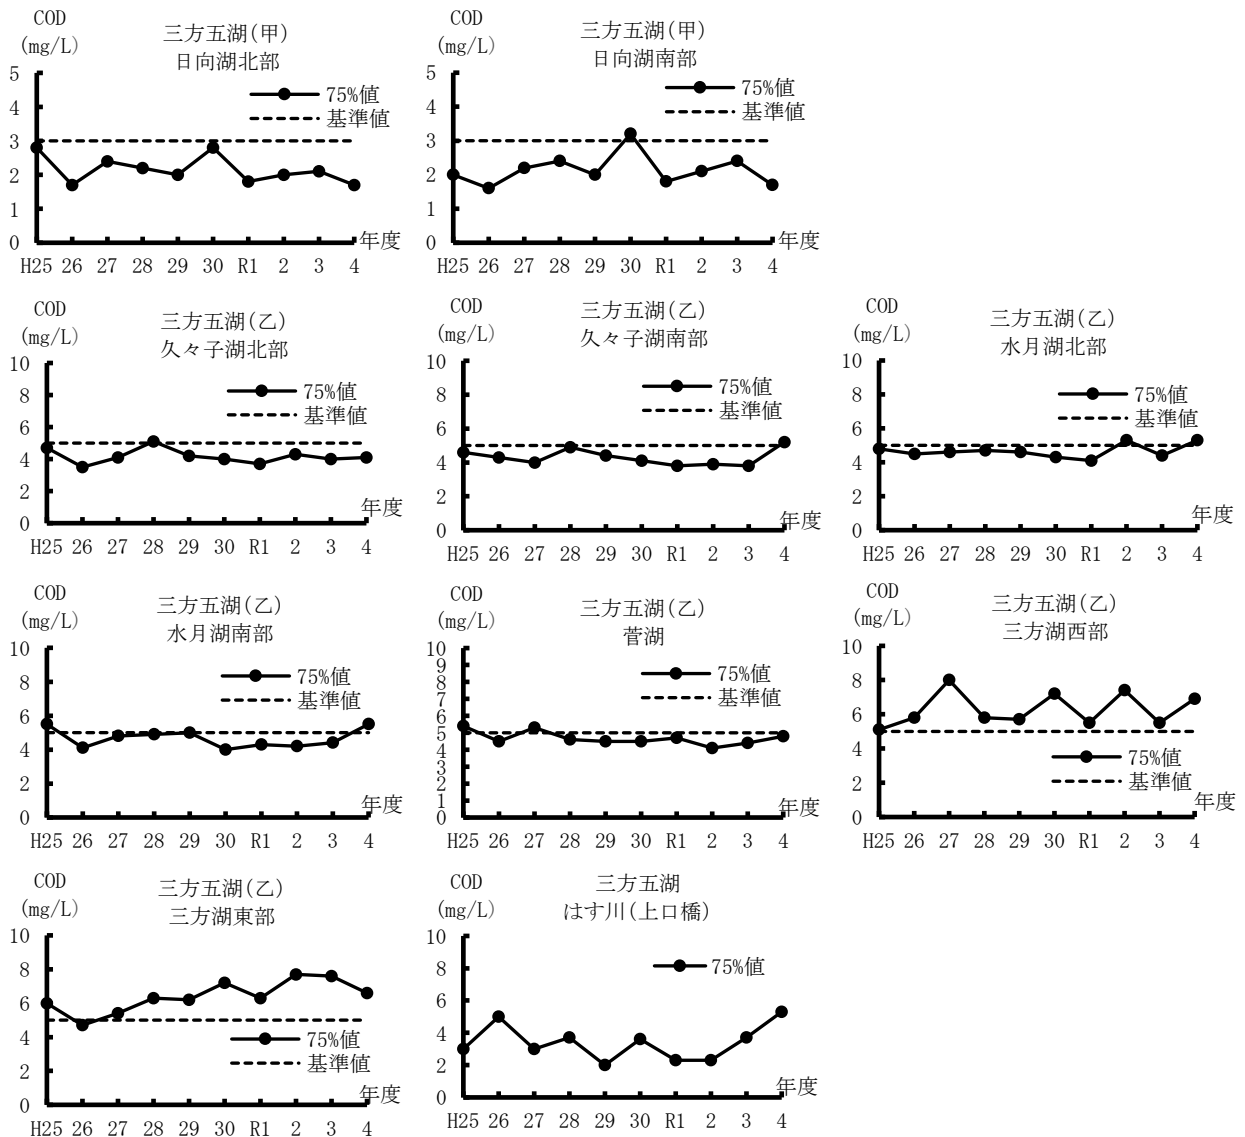 COD
(mg/L)
三方五湖(甲)
日向湖北部
75%値
基準値
5
4
3
2
1
0
年度
H25 26 27 28 29 30 R1 2 3 4
COD
(mg/L)
三方五湖(甲)
日向湖南部
75%値
基準値
5
4
3
2
1
0
年度
H25 26 27 28 29 30 R1 2 3 4
COD
(mg/L)
三方五湖(乙)
久々子湖北部
75%値
基準値
10
8
6
4
2
0
年度
H25 26 27 28 29 30 R1 2 3 4
COD
(mg/L)
三方五湖(乙)
久々子湖南部
75%値
基準値
10
8
6
4
2
0
年度
H25 26 27 28 29 30 R1 2 3 4
COD
(mg/L)
三方五湖(乙)
水月湖北部
75%値
基準値
10
8
6
4
2
0
年度
H25 26 27 28 29 30 R1 2 3 4
COD
(mg/L)
三方五湖(乙)
水月湖南部
75%値
基準値
10
8
6
4
2
0
年度
H25 26 27 28 29 30 R1 2 3 4
COD
(mg/L)
三方五湖(乙)
菅湖
75%値
基準値
10
9
8
7
6
5
4
3
2
1
0
年度
H25 26 27 28 29 30 R1 2 3 4
COD
(mg/L)
三方五湖(乙)
三方湖西部
75%値
基準値
10
8
6
4
2
0
年度
H25 26 27 28 29 30 R1 2 3 4
COD
(mg/L)
三方五湖(乙)
三方湖東部
75%値
基準値
10
8
6
4
2
0
年度
H25 26 27 28 29 30 R1 2 3 4
COD
(mg/L)
三方五湖
はす川(上口橋)
75%値
10
8
6
4
2
0
年度
H25 26 27 28 29 30 R1 2 3 4